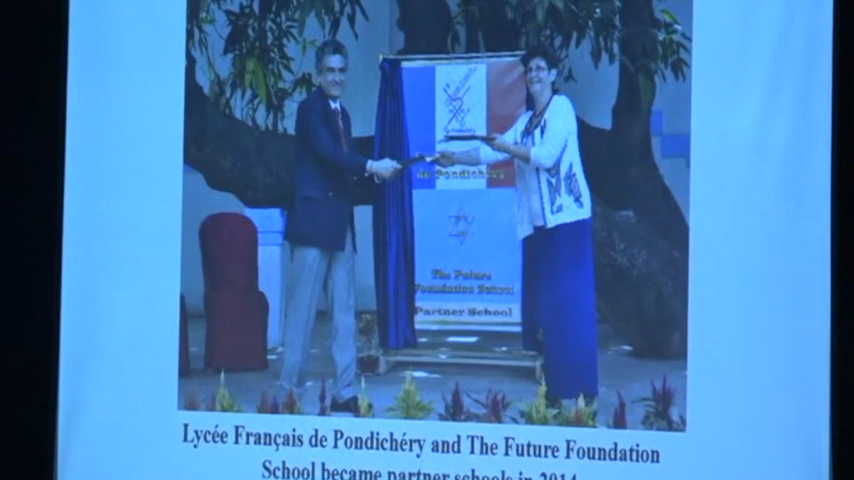 de Pondichéry
The Future
Foundation School
Partner School
Lycée Français de Pondichéry and The Future Foundation
School became partner schools in 2014